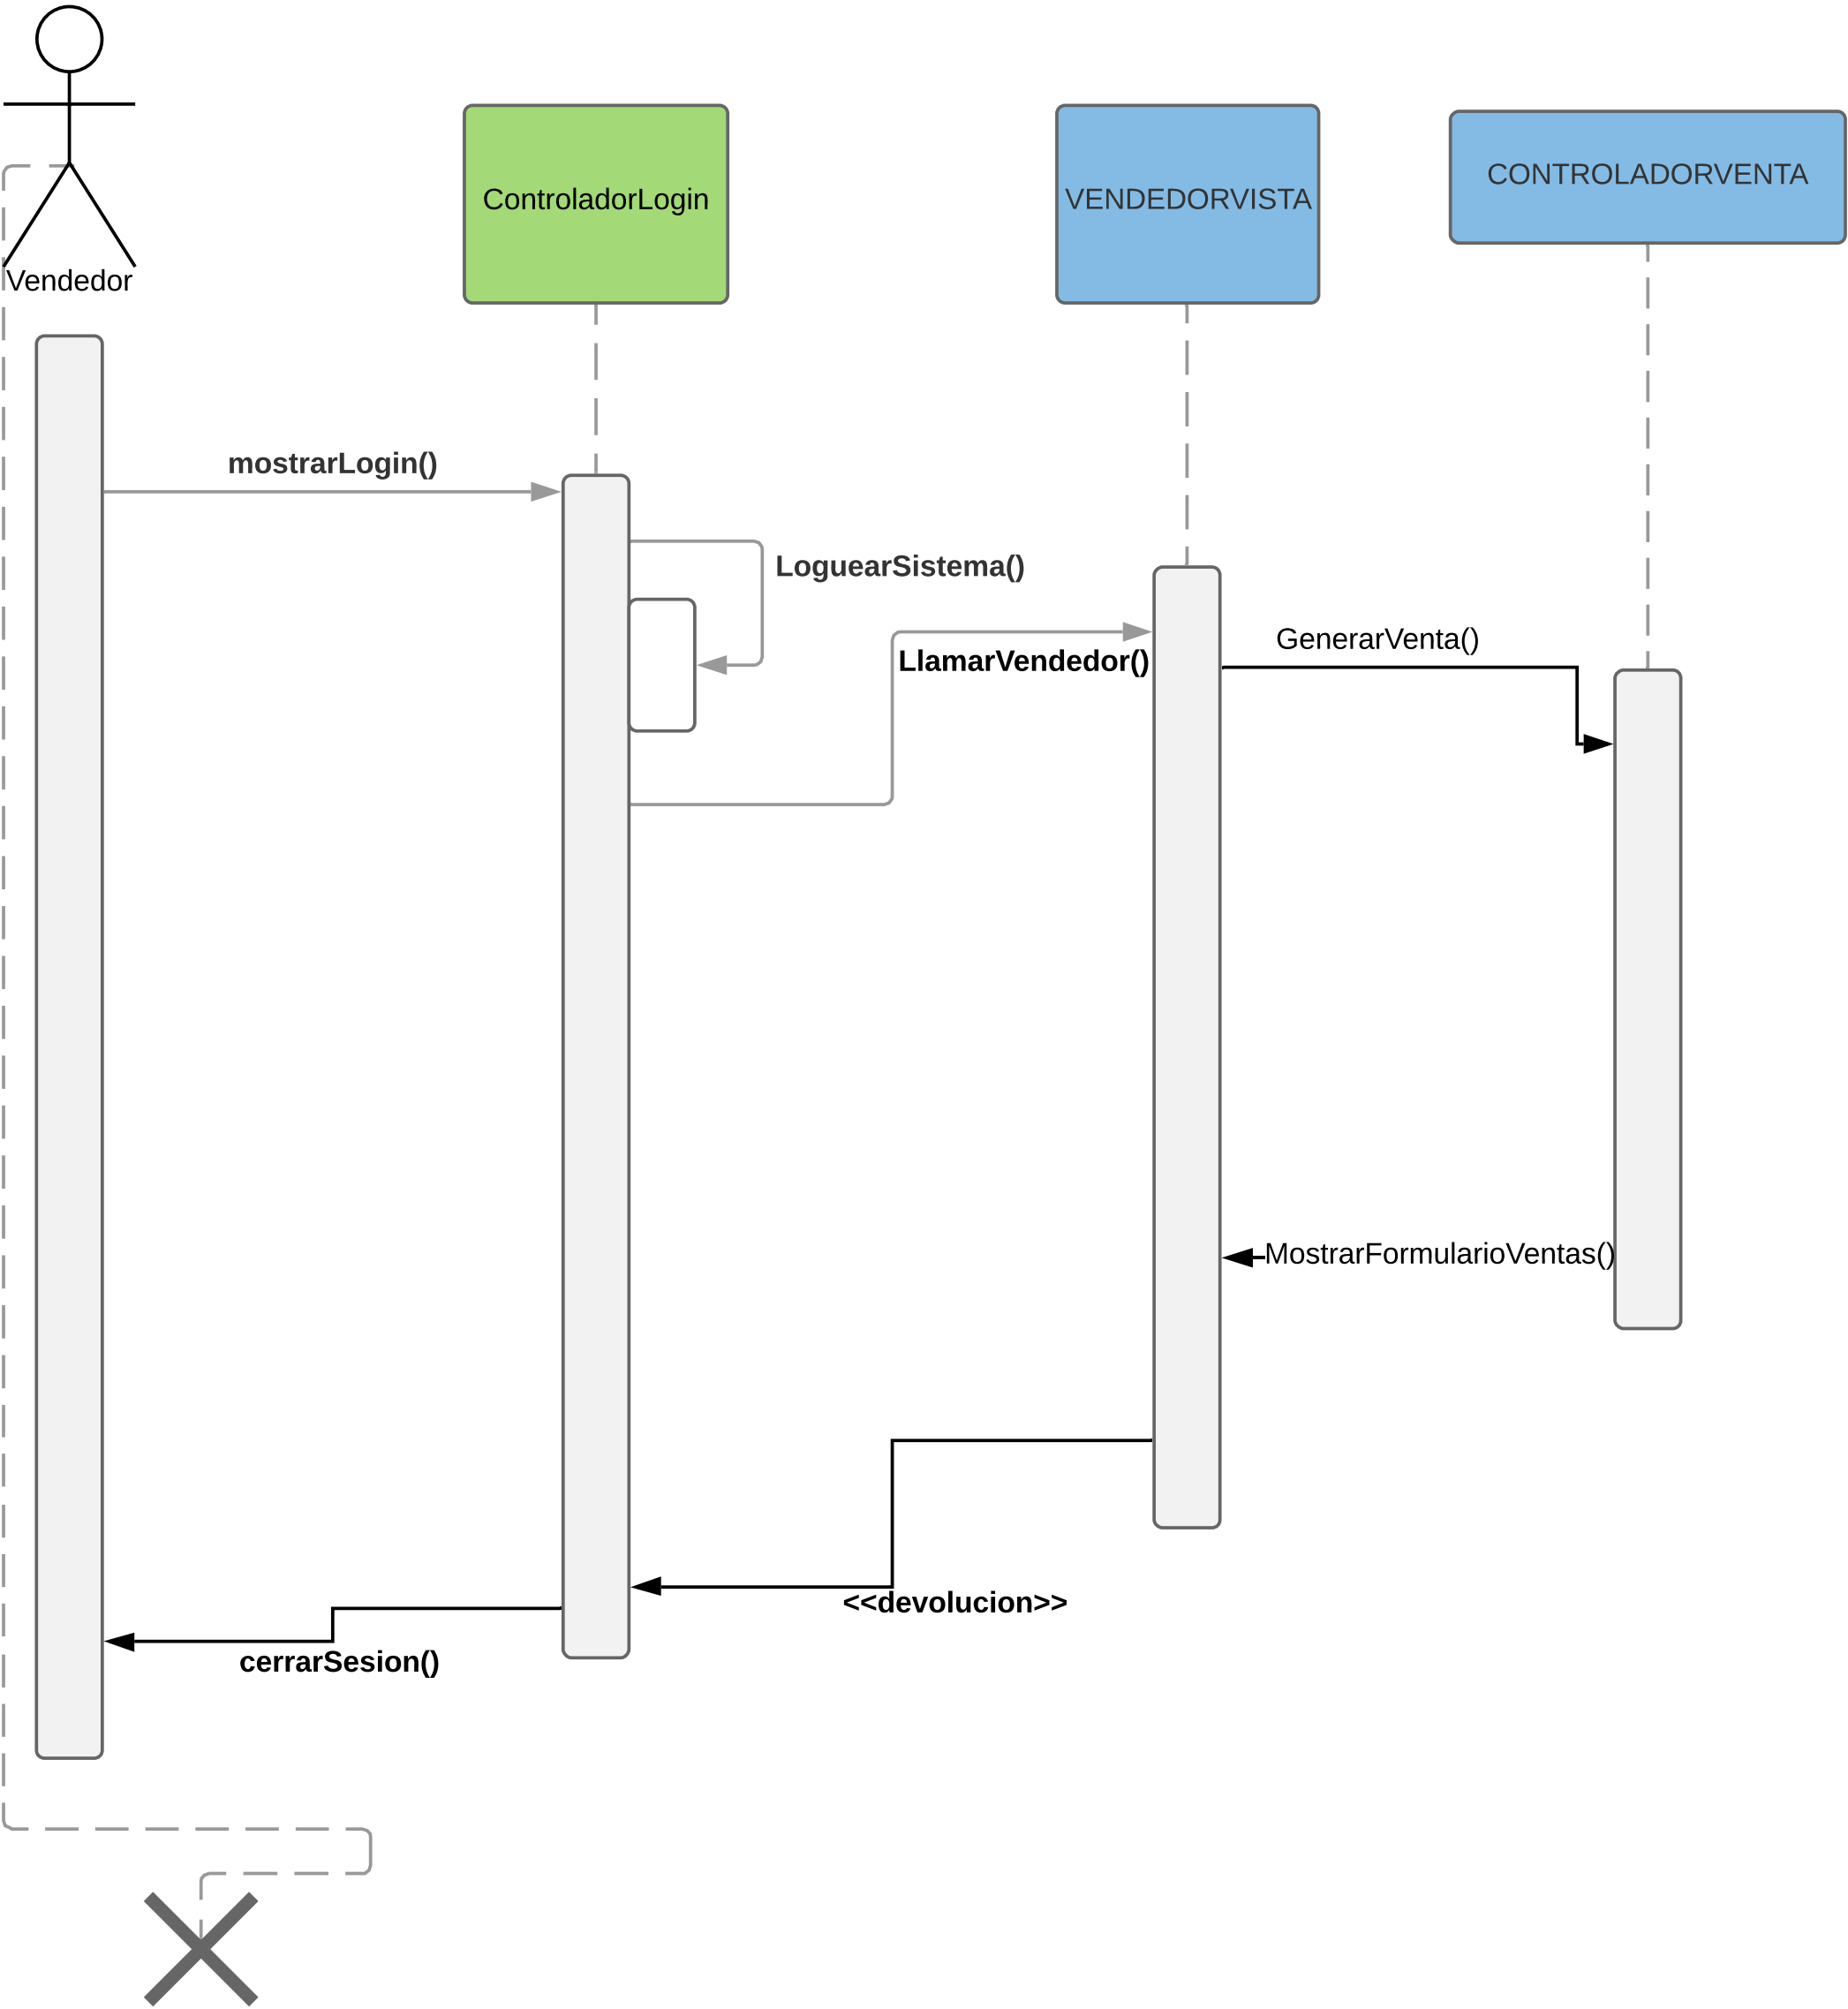 ControladorLogin
VENDEDORVISTA
CONTROLADORVENTA
Vendedor
mostrarLogin()
LoguearSistema()
GenerarVenta()
LlamarVendedor()
MostrarFormularioVentas()
<<devolucion>>
cerrarSesion()